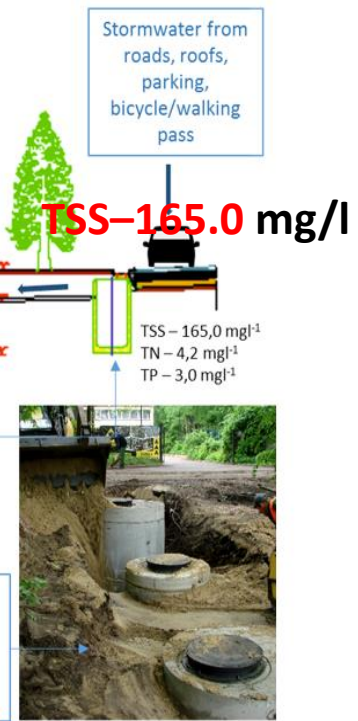 Stormwater from
roads, roofs,
parking,
bicycle/walking
pass
TSS–165.0 mg/l
TSS – 165,0 mgl-1
TN – 4,2 mgl-1
TP – 3,0 mgl-1